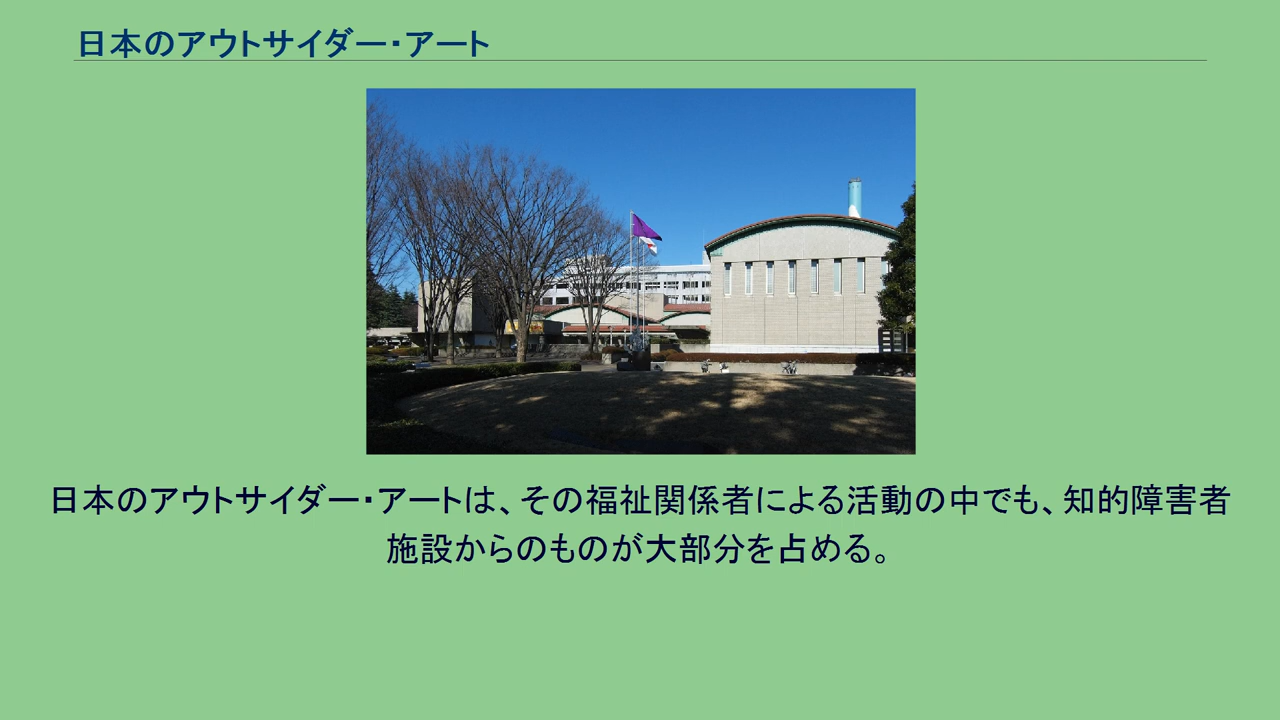 日本のアウトサイダー・アート
日本のアウトサイダー・アートは、その福祉関係者による活動の中でも、知的障害者
施設からのものが大部分を占める。